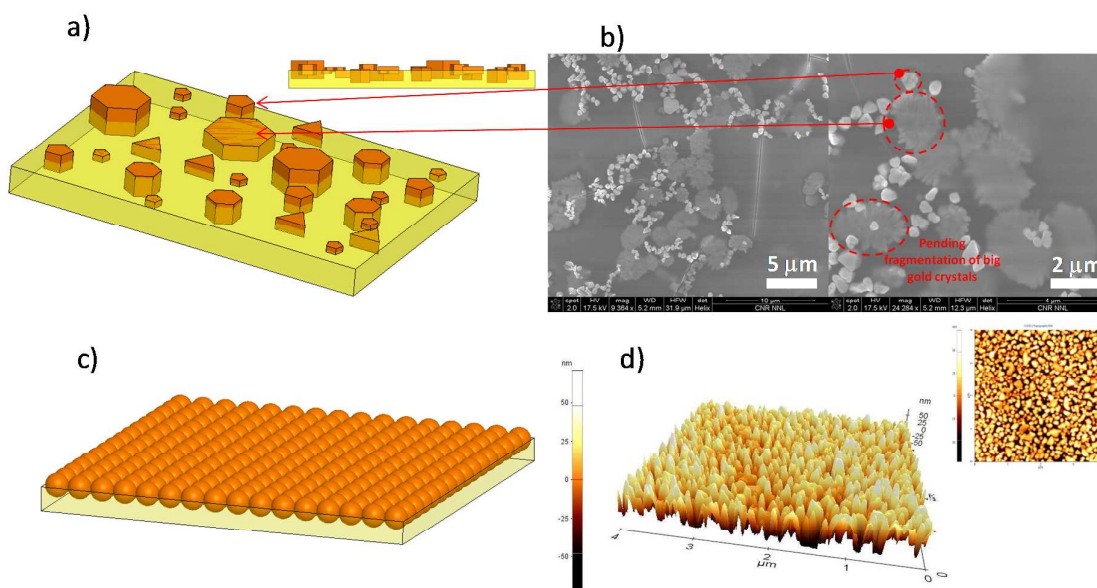 a)
b)
Pending
fragmentation of big
gold crystals
5 μm
2 μm
spot HV mag WD HFW det 10 μm
2.0 17.5 kV 9 364 x 5.2 mm 31.9 μm Helix CNR NNL
spot HV mag WD HFW det 4 μm
2.0 17.5 kV 24 284 x 5.2 mm 12.3 μm Helix CNR NNL
c)
nm
50
25
0
-25
-50
d)
nm
50
25
0
-25
-50
4
3
2
μm
1
0
0